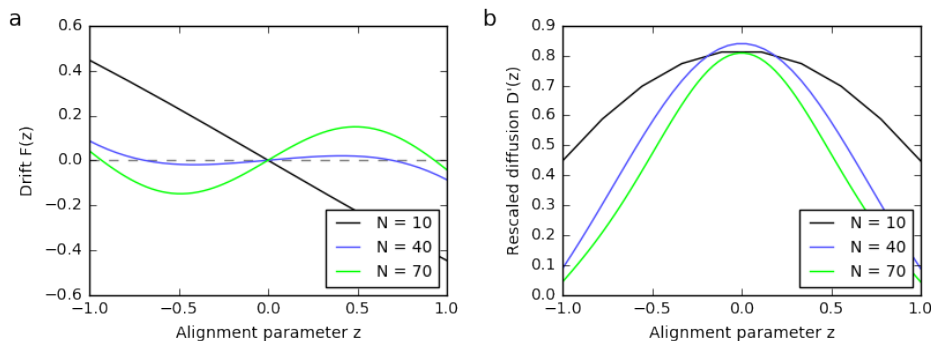 a
0.6
0.4
0.2
0.0
−0.2
−0.4
−0.6
Drift F(z)
−1.0 −0.5 0.0 0.5 1.0
Alignment parameter z
N = 10
N = 40
N = 70
b
0.9
0.8
0.7
0.6
0.5
0.4
0.3
0.2
0.1
0.0
Rescaled diffusion D'(z)
−1.0 −0.5 0.0 0.5 1.0
Alignment parameter z
N = 10
N = 40
N = 70